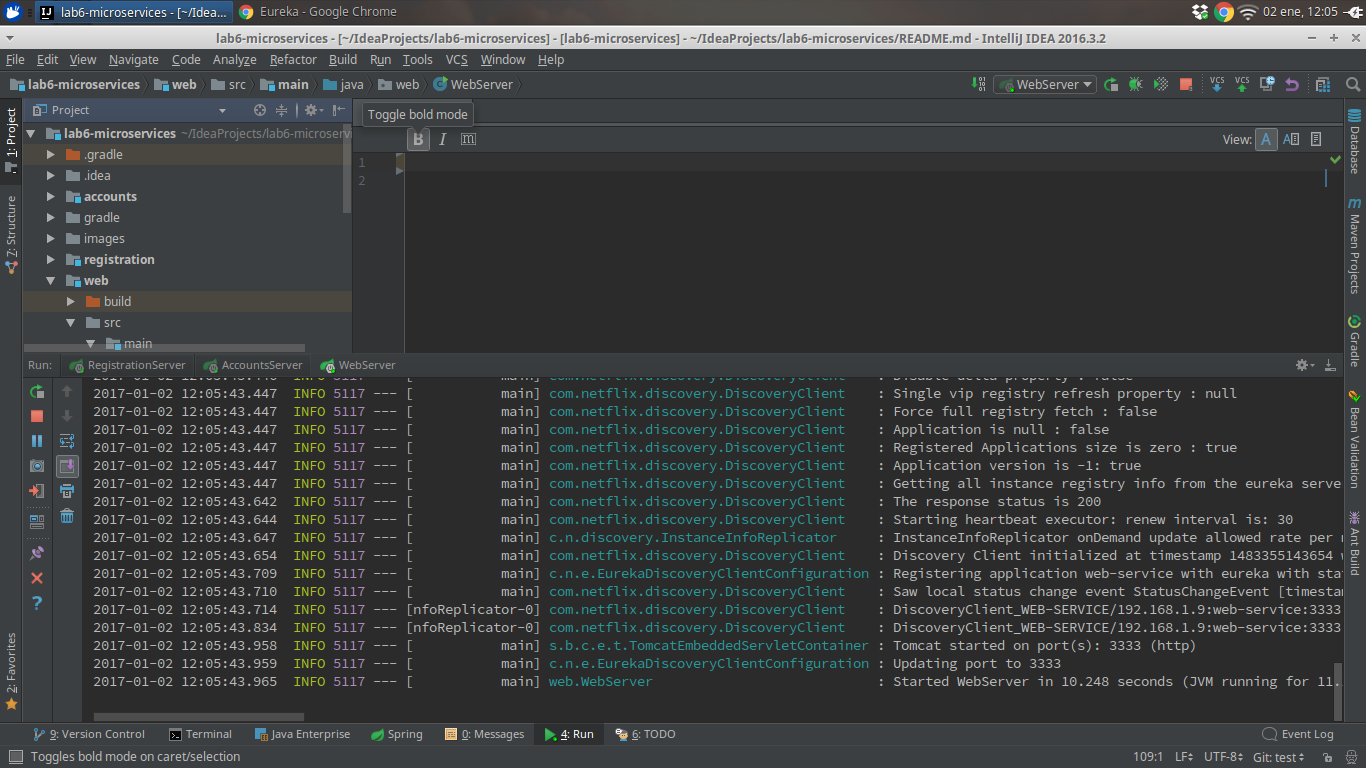 lab6-microservices - [~/Idea...
Eureka - Google Chrome
02 ene, 12:05
lab6-microservices - [~/IdeaProjects/lab6-microservices] - [lab6-microservices] - ~/IdeaProjects/lab6-microservices/README.md - IntelliJ IDEA 2016.3.2
File Edit View Navigate Analyze Refactor Code Build Run Tools VCS Window Help
lab6-microservices web src main java web WebServer
WebServer
VCS VCS
Project
Toggle bold mode
lab6-microservices ~/IdeaProjects/lab6-microserv
.gradle
.idea
accounts
gradle
images
registration
web
build
src
main
B I m
View: A A
1
2
1: Project
7: Structure
2: Favorites
Database
Maven Projects
Gradle
Bean Validation
Ant Build
Run: RegistrationServer AccountsServer WebServer
2017-01-02 12:05:43.446 INFO 5117 --- [ main] com.netflix.discovery.DiscoveryClient : Disable delta property : false
2017-01-02 12:05:43.447 INFO 5117 --- [ main] com.netflix.discovery.DiscoveryClient : Single vip registry refresh property : null
2017-01-02 12:05:43.447 INFO 5117 --- [ main] com.netflix.discovery.DiscoveryClient : Force full registry fetch : false
2017-01-02 12:05:43.447 INFO 5117 --- [ main] com.netflix.discovery.DiscoveryClient : Application is null : false
2017-01-02 12:05:43.447 INFO 5117 --- [ main] com.netflix.discovery.DiscoveryClient : Registered Applications size is zero : true
2017-01-02 12:05:43.447 INFO 5117 --- [ main] com.netflix.discovery.DiscoveryClient : Application version is -1: true
2017-01-02 12:05:43.447 INFO 5117 --- [ main] com.netflix.discovery.DiscoveryClient : Getting all instance registry info from the eureka serve
2017-01-02 12:05:43.642 INFO 5117 --- [ main] com.netflix.discovery.DiscoveryClient : The response status is 200
2017-01-02 12:05:43.644 INFO 5117 --- [ main] com.netflix.discovery.DiscoveryClient : Starting heartbeat executor: renew interval is: 30
2017-01-02 12:05:43.647 INFO 5117 --- [ main] c.n.discovery.InstanceInfoReplicator : InstanceInfoReplicator onDemand update allowed rate per
2017-01-02 12:05:43.654 INFO 5117 --- [ main] com.netflix.discovery.DiscoveryClient : Discovery Client initialized at timestamp 1483355143654
2017-01-02 12:05:43.709 INFO 5117 --- [ main] c.n.e.EurekaDiscoveryClientConfiguration : Registering application web-service with eureka with sta
2017-01-02 12:05:43.710 INFO 5117 --- [ main] com.netflix.discovery.DiscoveryClient : Saw local status change event StatusChangeEvent [timesta
2017-01-02 12:05:43.714 INFO 5117 --- [nfoReplicator-0] com.netflix.discovery.DiscoveryClient : DiscoveryClient_WEB-SERVICE/192.168.1.9:web-service:3333
2017-01-02 12:05:43.834 INFO 5117 --- [nfoReplicator-0] com.netflix.discovery.DiscoveryClient : DiscoveryClient_WEB-SERVICE/192.168.1.9:web-service:3333
2017-01-02 12:05:43.958 INFO 5117 --- [ main] s.b.c.e.t.TomcatEmbeddedServletContainer : Tomcat started on port(s): 3333 (http)
2017-01-02 12:05:43.959 INFO 5117 --- [ main] c.n.e.EurekaDiscoveryClientConfiguration : Updating port to 3333
2017-01-02 12:05:43.965 INFO 5117 --- [ main] web.WebServer : Started WebServer in 10.248 seconds (JVM running for 11.
9: Version Control Terminal Java Enterprise Spring 0: Messages 4: Run 6: TODO Event Log
Toggles bold mode on caret/selection 109:1 LF UTF-8 Git: test